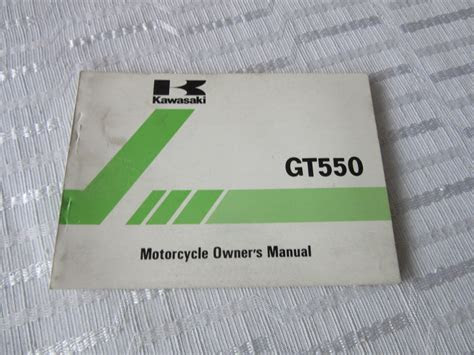 Kawasaki
GT550
Motorcycle Owner's Manual